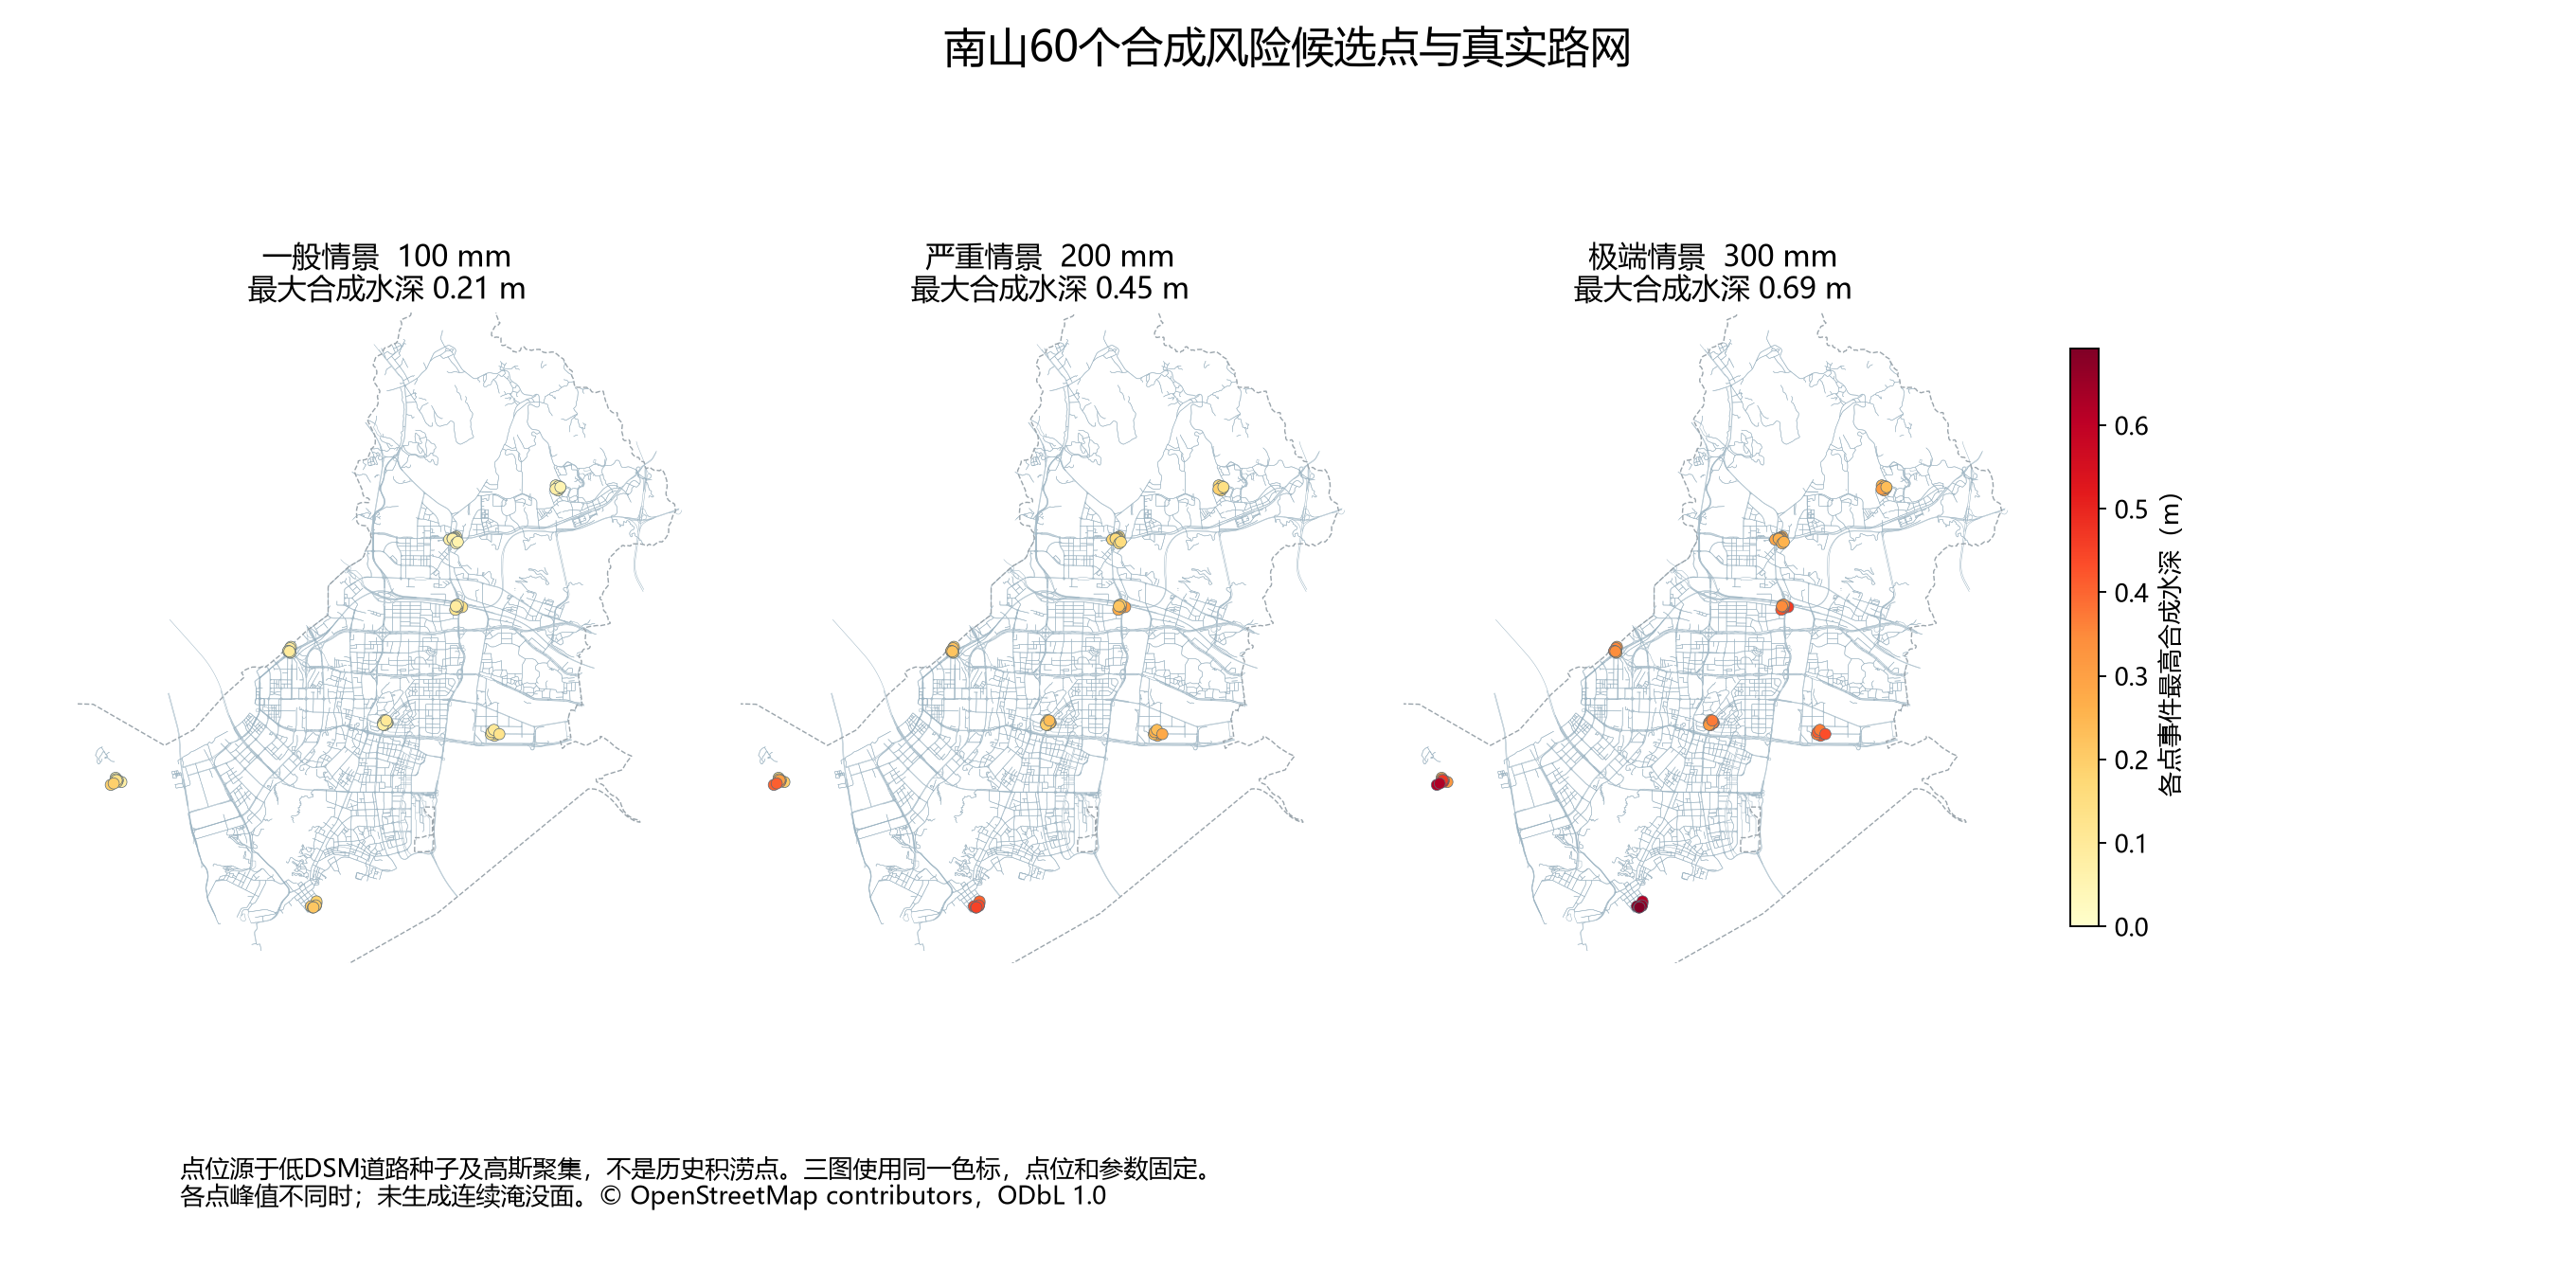 南山60个合成风险候选点与真实路网
一般情景  100 mm
最大合成水深 0.21 m
严重情景  200 mm
最大合成水深 0.45 m
极端情景  300 mm
最大合成水深 0.69 m
0.6
0.5
0.4
0.3
0.2
0.1
0.0
各点事件最高合成水深（m）
点位源于低DSM道路种子及高斯聚集，不是历史积涝点。三图使用同一色标，点位和参数固定。
各点峰值不同时；未生成连续淹没面。© OpenStreetMap contributors，ODbL 1.0